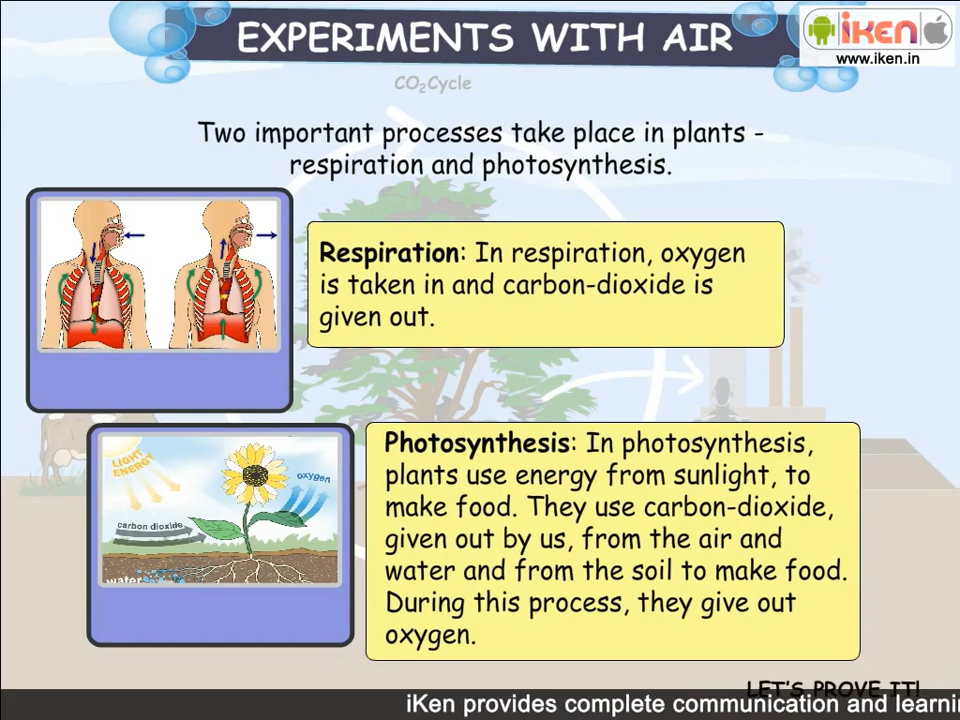 EXPERIMENTS WITH AIR
iKEN
www.iken.in
CO₂Cycle
Two important processes take place in plants -
respiration and photosynthesis.
Respiration: In respiration, oxygen
is taken in and carbon-dioxide is
given out.
LIGHT
ENERGY
oxygen
carbon dioxide
water
Photosynthesis: In photosynthesis,
plants use energy from sunlight, to
make food. They use carbon-dioxide,
given out by us, from the air and
water and from the soil to make food.
During this process, they give out
oxygen.
LET'S PROVE IT!
iKen provides complete communication and learnin